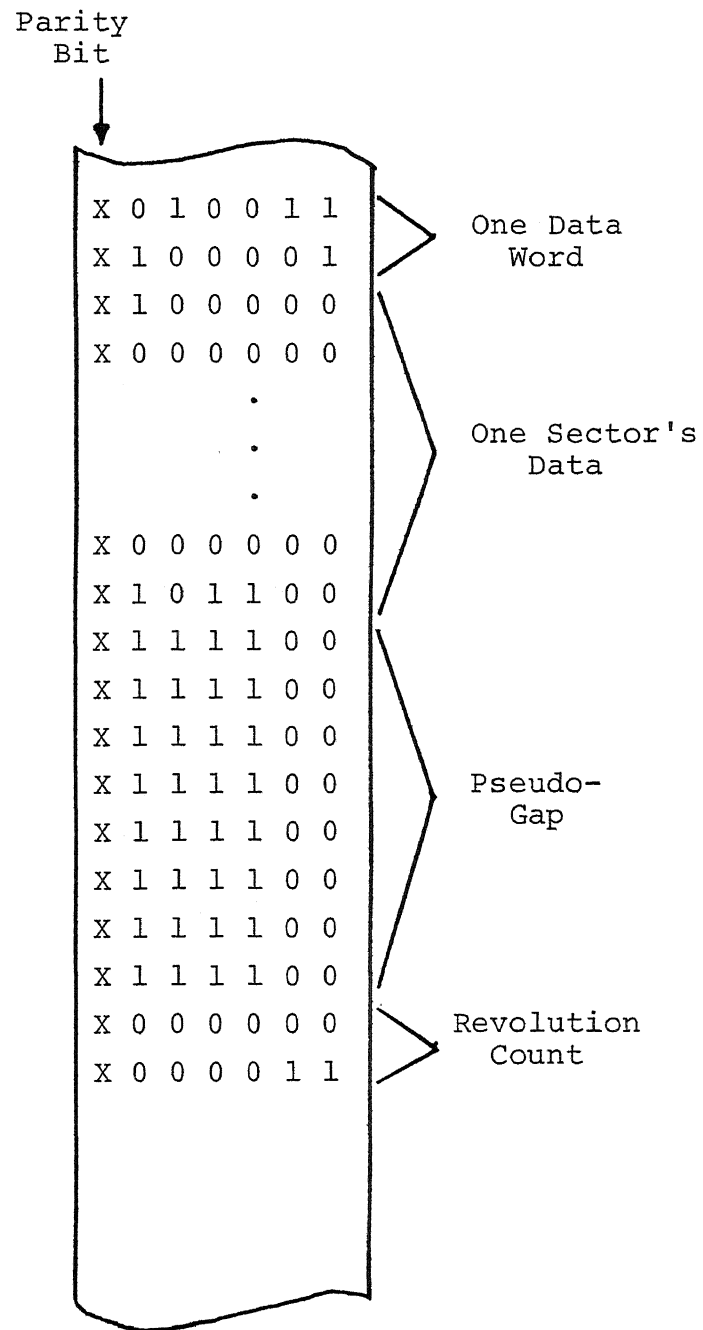 Parity
Bit
X 0 1 0 0 1 1
X 1 0 0 0 0 1
One Data
Word
X 1 0 0 0 0 0
X 0 0 0 0 0 0
.
.
.
One Sector's
Data
X 0 0 0 0 0 0
X 1 0 1 1 0 0
X 1 1 1 1 0 0
X 1 1 1 1 0 0
X 1 1 1 1 0 0
X 1 1 1 1 0 0
X 1 1 1 1 0 0
X 1 1 1 1 0 0
X 1 1 1 1 0 0
X 1 1 1 1 0 0
Pseudo-
Gap
X 0 0 0 0 0 0
X 0 0 0 0 1 1
Revolution
Count